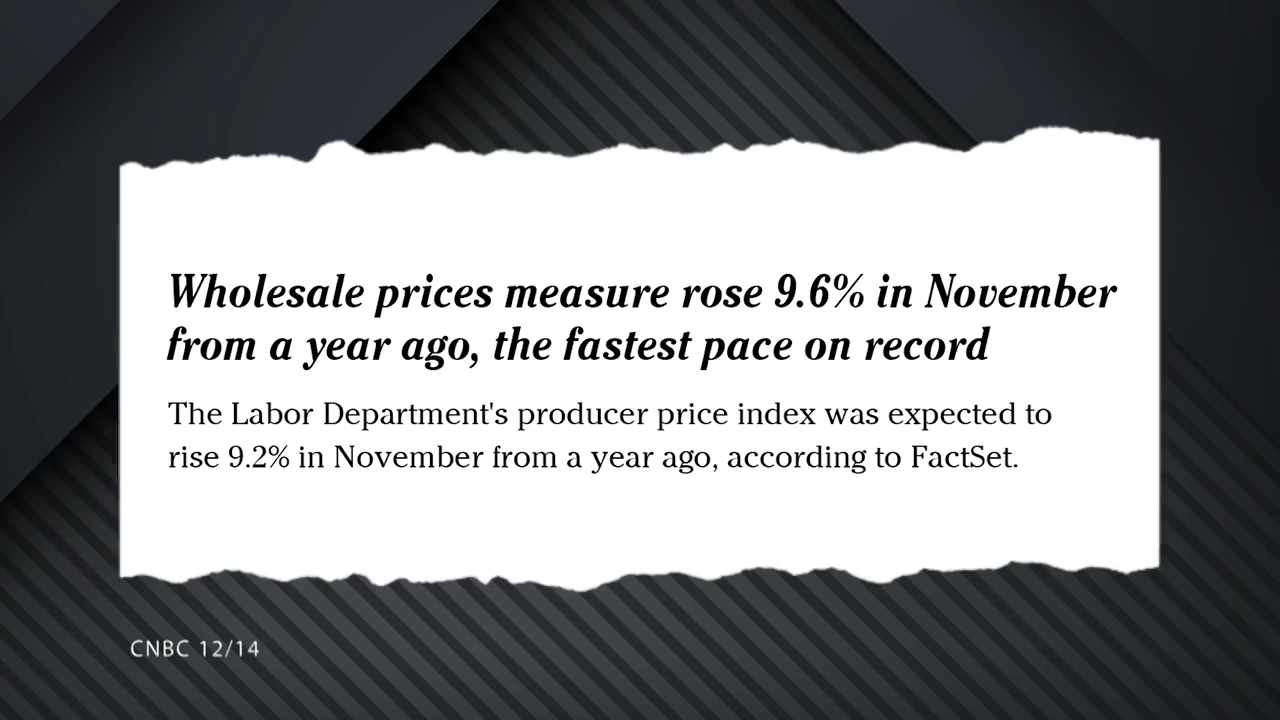 Wholesale prices measure rose 9.6% in November
from a year ago, the fastest pace on record
The Labor Department's producer price index was expected to
rise 9.2% in November from a year ago, according to FactSet.
CNBC 12/14